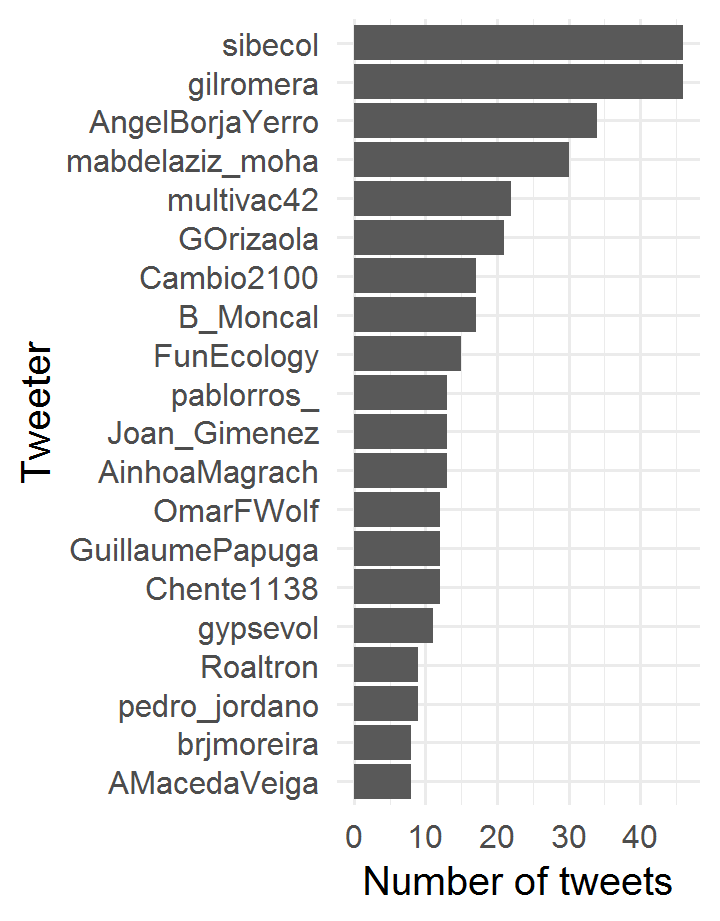 sibecol
gilromera
AngelBorjaYerro
mabdelaziz_moha
multivac42
GOrizaola
Cambio2100
B_Moncal
FunEcology
pablorros_
Joan_Gimenez
AinhoaMagrach
OmarFWolf
GuillaumePapuga
Chente1138
gypsevol
Roaltron
pedro_jordano
brjmoreira
AMacedaVeiga
Tweeter
0 10 20 30 40
Number of tweets